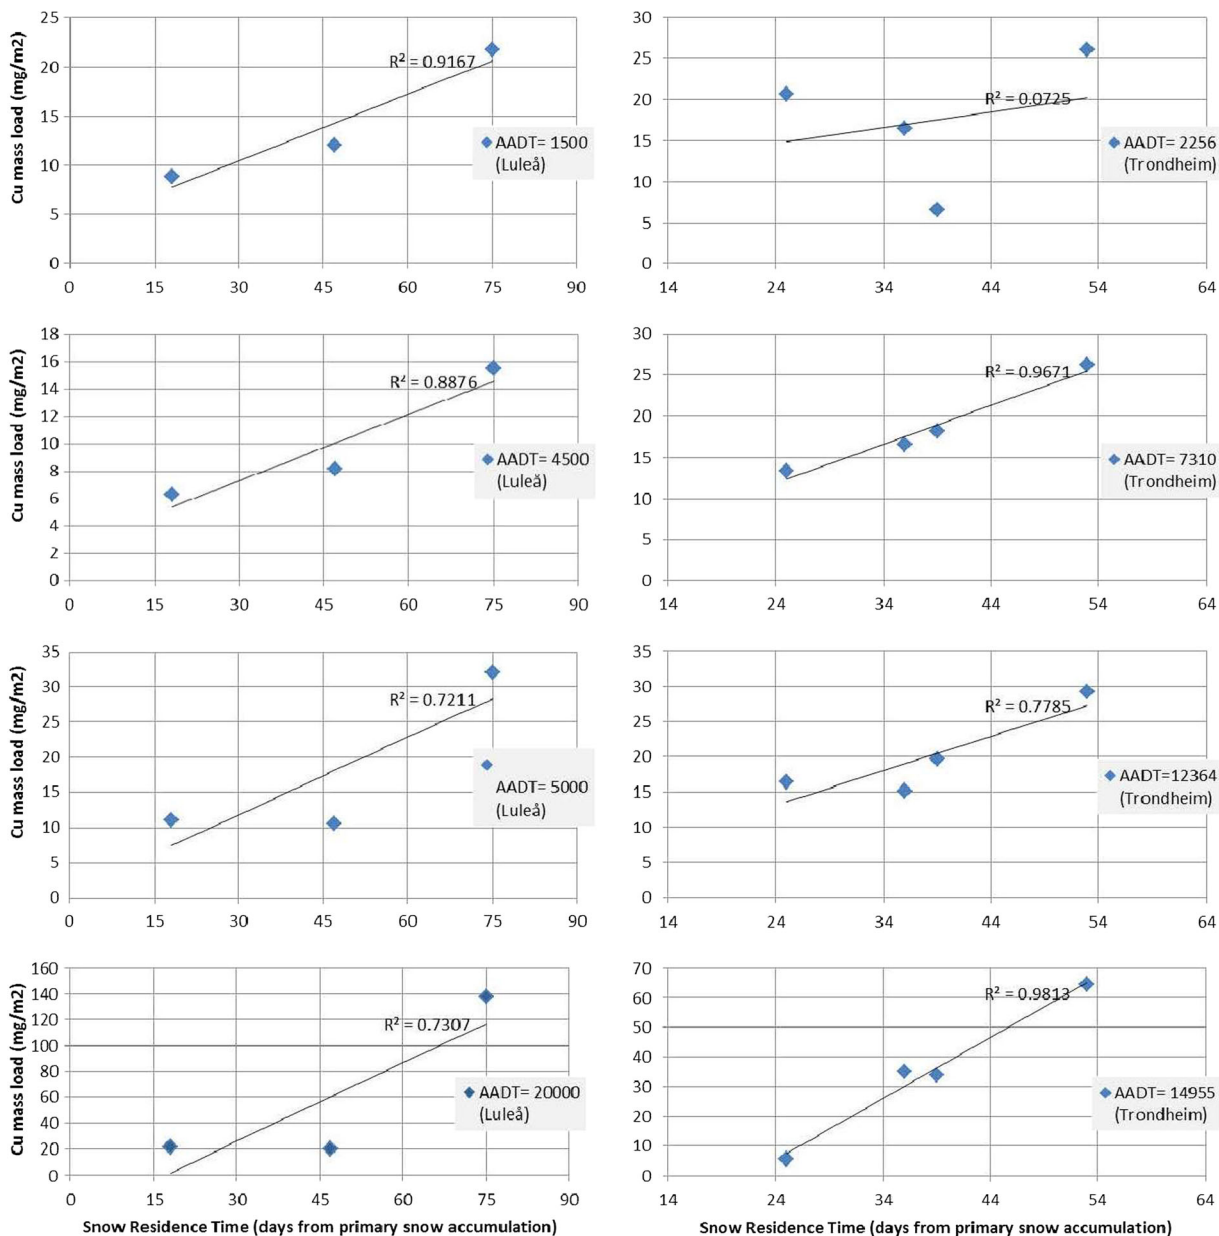 Cu mass load (mg/m2)
25
20
15
10
5
0
R² = 0.9167
AADT= 1500
(Luleå)
0 15 30 45 60 75 90
30
25
20
15
10
5
0
R² = 0.0725
AADT= 2256
(Trondheim)
14 24 34 44 54 64
Cu mass load (mg/m2)
18
16
14
12
10
8
6
4
2
0
R² = 0.8876
AADT= 4500
(Luleå)
0 15 30 45 60 75 90
30
25
20
15
10
5
0
R² = 0.9671
AADT= 7310
(Trondheim)
14 24 34 44 54 64
Cu mass load (mg/m2)
35
30
25
20
15
10
5
0
R² = 0.7211
AADT= 5000
(Luleå)
0 15 30 45 60 75 90
35
30
25
20
15
10
5
0
R² = 0.7785
AADT=12364
(Trondheim)
14 24 34 44 54 64
Cu mass load (mg/m2)
160
140
120
100
80
60
40
20
0
R² = 0.7307
AADT= 20000
(Luleå)
0 15 30 45 60 75 90
Snow Residence Time (days from primary snow accumulation)
70
60
50
40
30
20
10
0
R² = 0.9813
AADT= 14955
(Trondheim)
14 24 34 44 54 64
Snow Residence Time (days from primary snow accumulation)